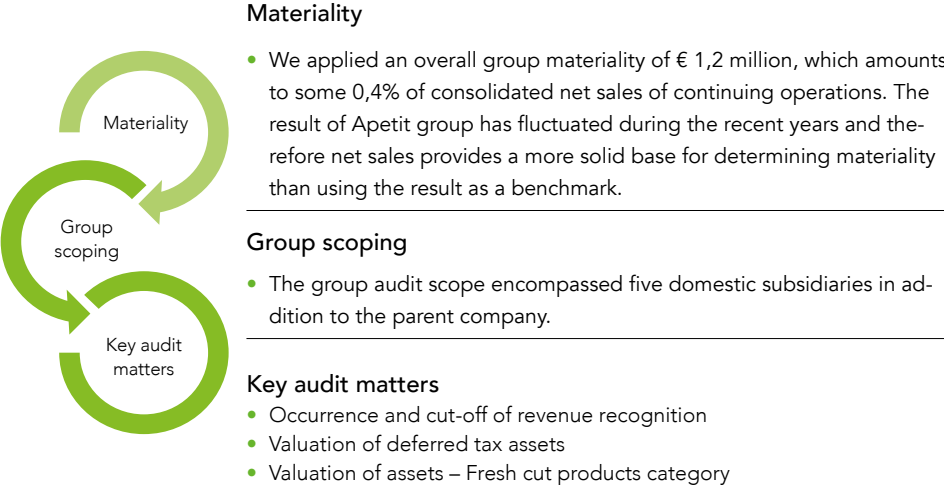 Materiality
• We applied an overall group materiality of € 1,2 million, which amounts
to some 0,4% of consolidated net sales of continuing operations. The
result of Apetit group has fluctuated during the recent years and the-
refore net sales provides a more solid base for determining materiality
than using the result as a benchmark.
Materiality
Group scoping
• The group audit scope encompassed five domestic subsidiaries in ad-
dition to the parent company.
Group
scoping
Key audit matters
• Occurrence and cut-off of revenue recognition
• Valuation of deferred tax assets
• Valuation of assets – Fresh cut products category
Key audit
matters